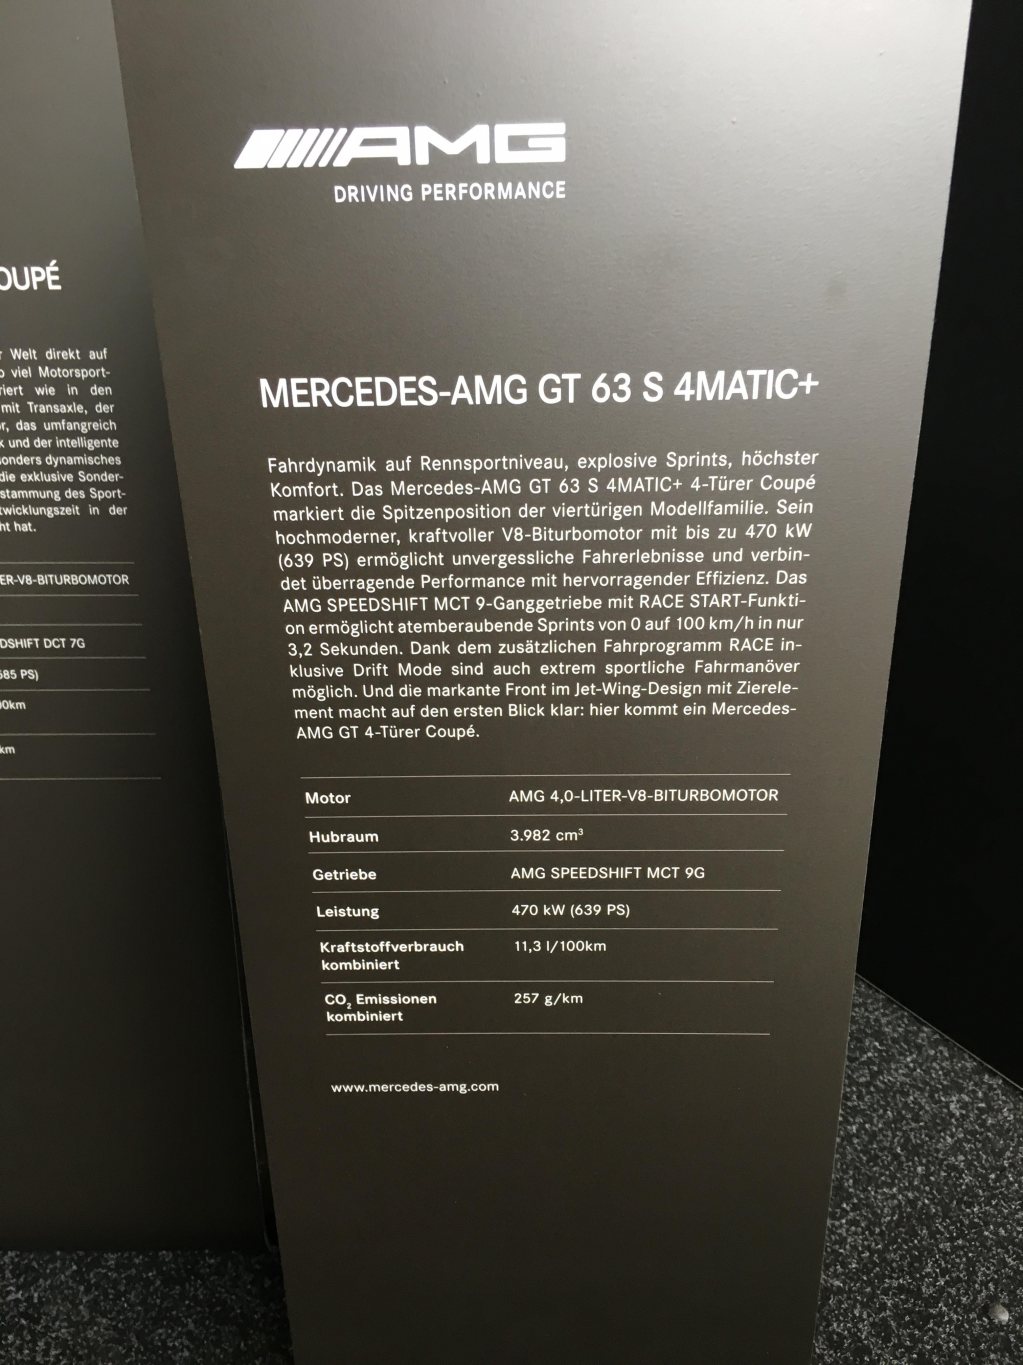 OUPÉ
Welt direkt auf
viel Motorsport-
riert wie in den
mit Transaxle, der
das umfangreich
und der intelligente
onders dynamisches
die exklusive Sonder-
stammung des Sport-
twicklungszeit in der
ht hat.
ER-V8-BITURBOMOTOR
DSHIFT DCT 7G
585 PS)
00km
km
AMG
DRIVING PERFORMANCE
MERCEDES-AMG GT 63 S 4MATIC+
Fahrdynamik auf Rennsportniveau, explosive Sprints, höchster
Komfort. Das Mercedes-AMG GT 63 S 4MATIC+ 4-Türer Coupé
markiert die Spitzenposition der viertürigen Modellfamilie. Sein
hochmoderner, kraftvoller V8-Biturbomotor mit bis zu 470 kW
(639 PS) ermöglicht unvergessliche Fahrerlebnisse und verbin-
det überragende Performance mit hervorragender Effizienz. Das
AMG SPEEDSHIFT MCT 9-Ganggetriebe mit RACE START-Funkti-
on ermöglicht atemberaubende Sprints von 0 auf 100 km/h in nur
3,2 Sekunden. Dank dem zusätzlichen Fahrprogramm RACE in-
klusive Drift Mode sind auch extrem sportliche Fahrmanöver
möglich. Und die markante Front im Jet-Wing-Design mit Zierele-
ment macht auf den ersten Blick klar: hier kommt ein Mercedes-
AMG GT 4-Türer Coupé.
Motor AMG 4,0-LITER-V8-BITURBOMOTOR
Hubraum 3.982 cm³
Getriebe AMG SPEEDSHIFT MCT 9G
Leistung 470 kW (639 PS)
Kraftstoffverbrauch 11,3 l/100km
kombiniert
CO₂ Emissionen 257 g/km
kombiniert
www.mercedes-amg.com